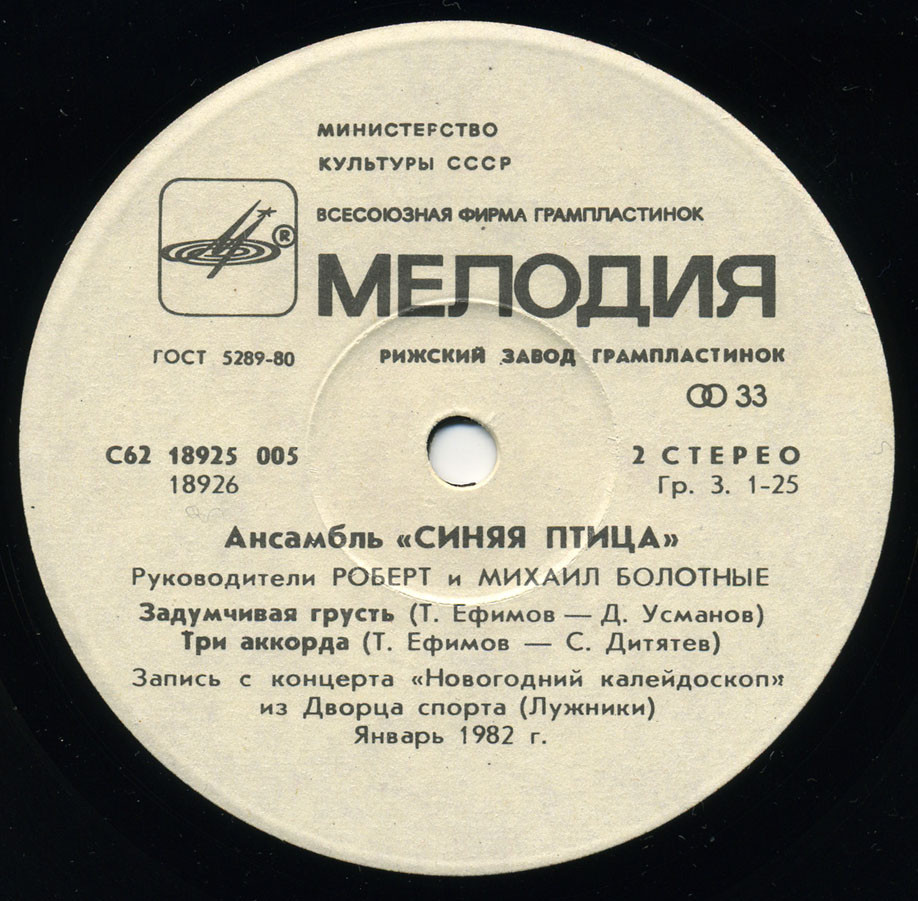 МИНИСТЕРСТВО
КУЛЬТУРЫ СССР
ВСЕСОЮЗНАЯ ФИРМА ГРАМПЛАСТИНОК
®
МЕЛОДИЯ
ГОСТ 5289-80 РИЖСКИЙ ЗАВОД ГРАМПЛАСТИНОК
33
С62 18925 005 2 СТЕРЕО
18926 Гр. 3. 1-25
Ансамбль «СИНЯЯ ПТИЦА»
Руководители РОБЕРТ и МИХАИЛ БОЛОТНЫЕ
Задумчивая грусть (Т. Ефимов — Д. Усманов)
Три аккорда (Т. Ефимов — С. Дитятев)
Запись с концерта «Новогодний калейдоскоп»
из Дворца спорта (Лужники)
Январь 1982 г.